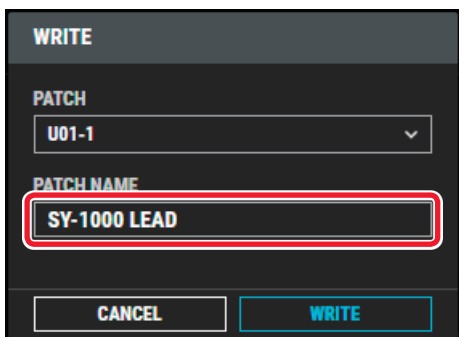 WRITE
PATCH
U01-1
PATCH NAME
SY-1000 LEAD
CANCEL WRITE